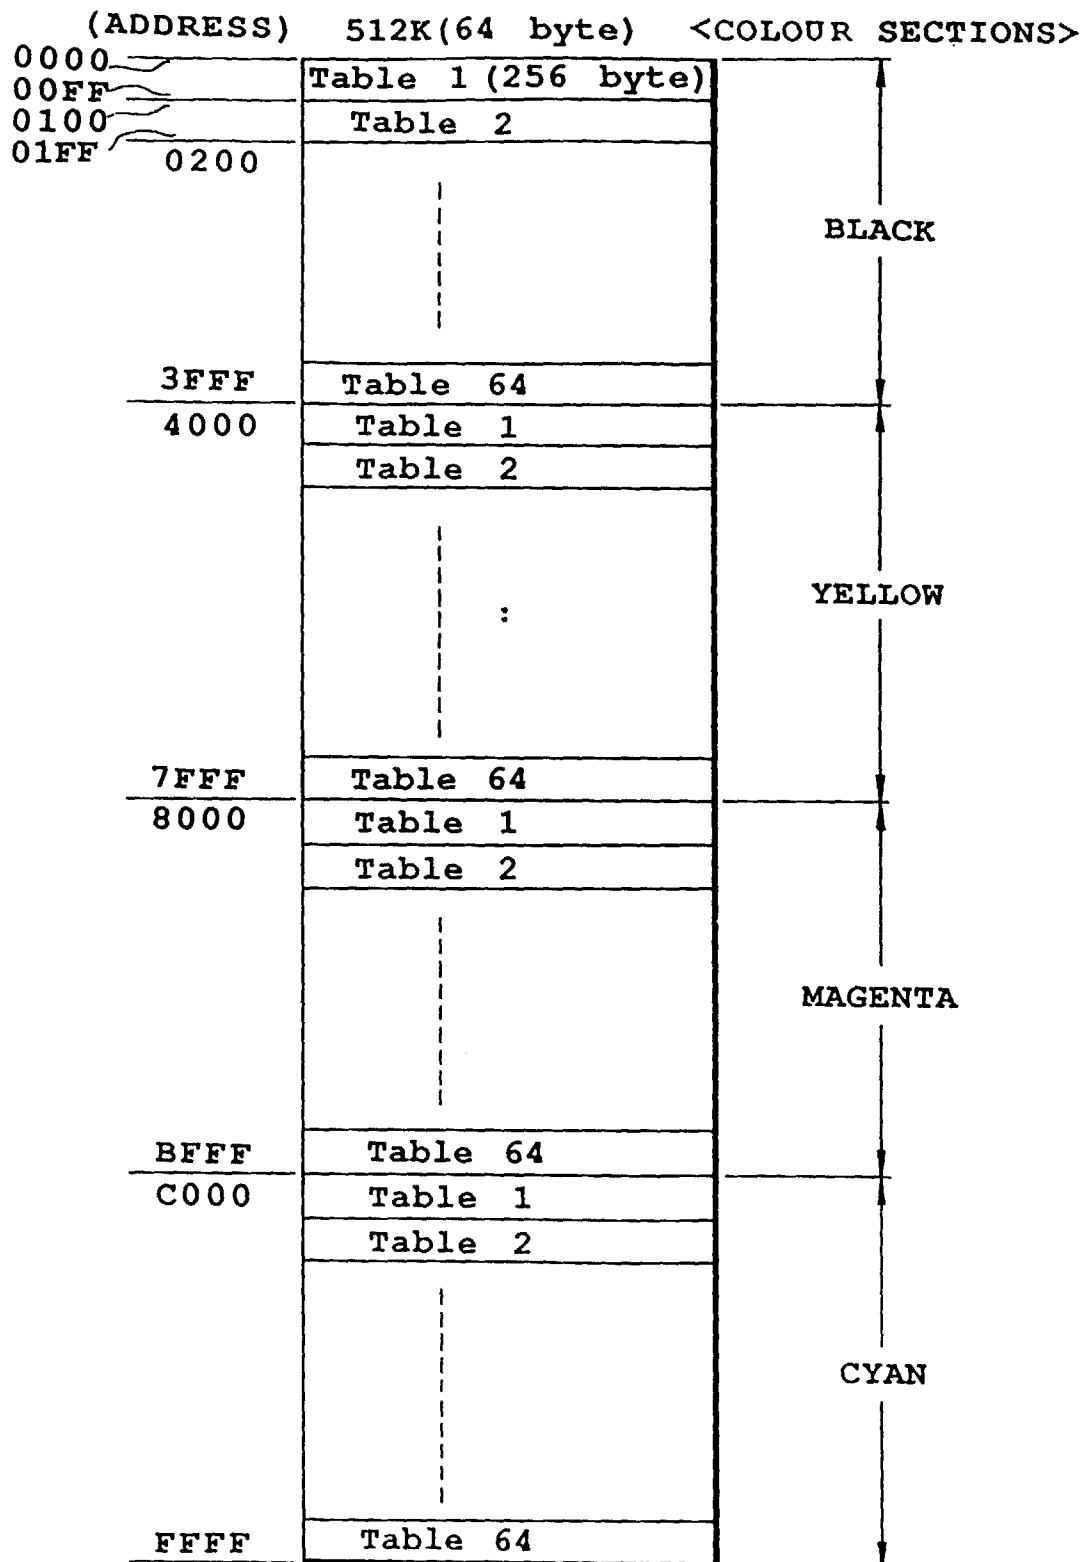 (ADDRESS) 512K(64 byte) <COLOUR SECTIONS>
0000
Table 1 (256 byte)
00FF
0100
Table 2
01FF
0200
BLACK
3FFF Table 64
4000 Table 1
Table 2
YELLOW
:
7FFF Table 64
8000 Table 1
Table 2
MAGENTA
BFFF Table 64
C000 Table 1
Table 2
CYAN
FFFF Table 64